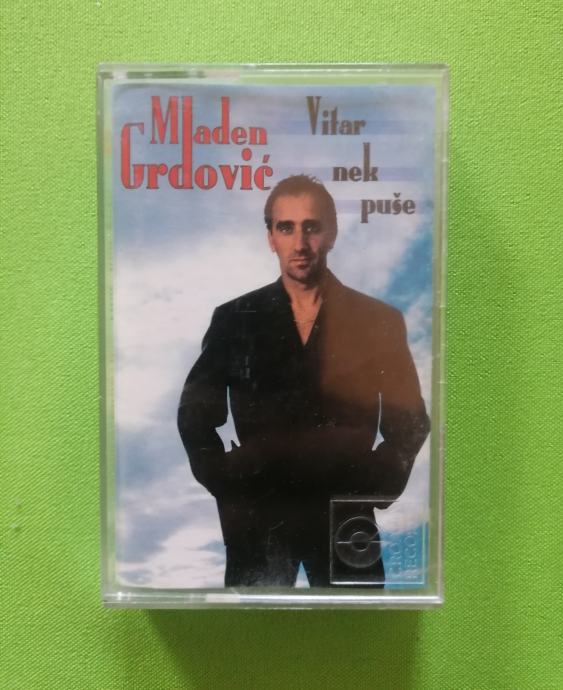 Mladen
Grdović
Vitar
nek
puše